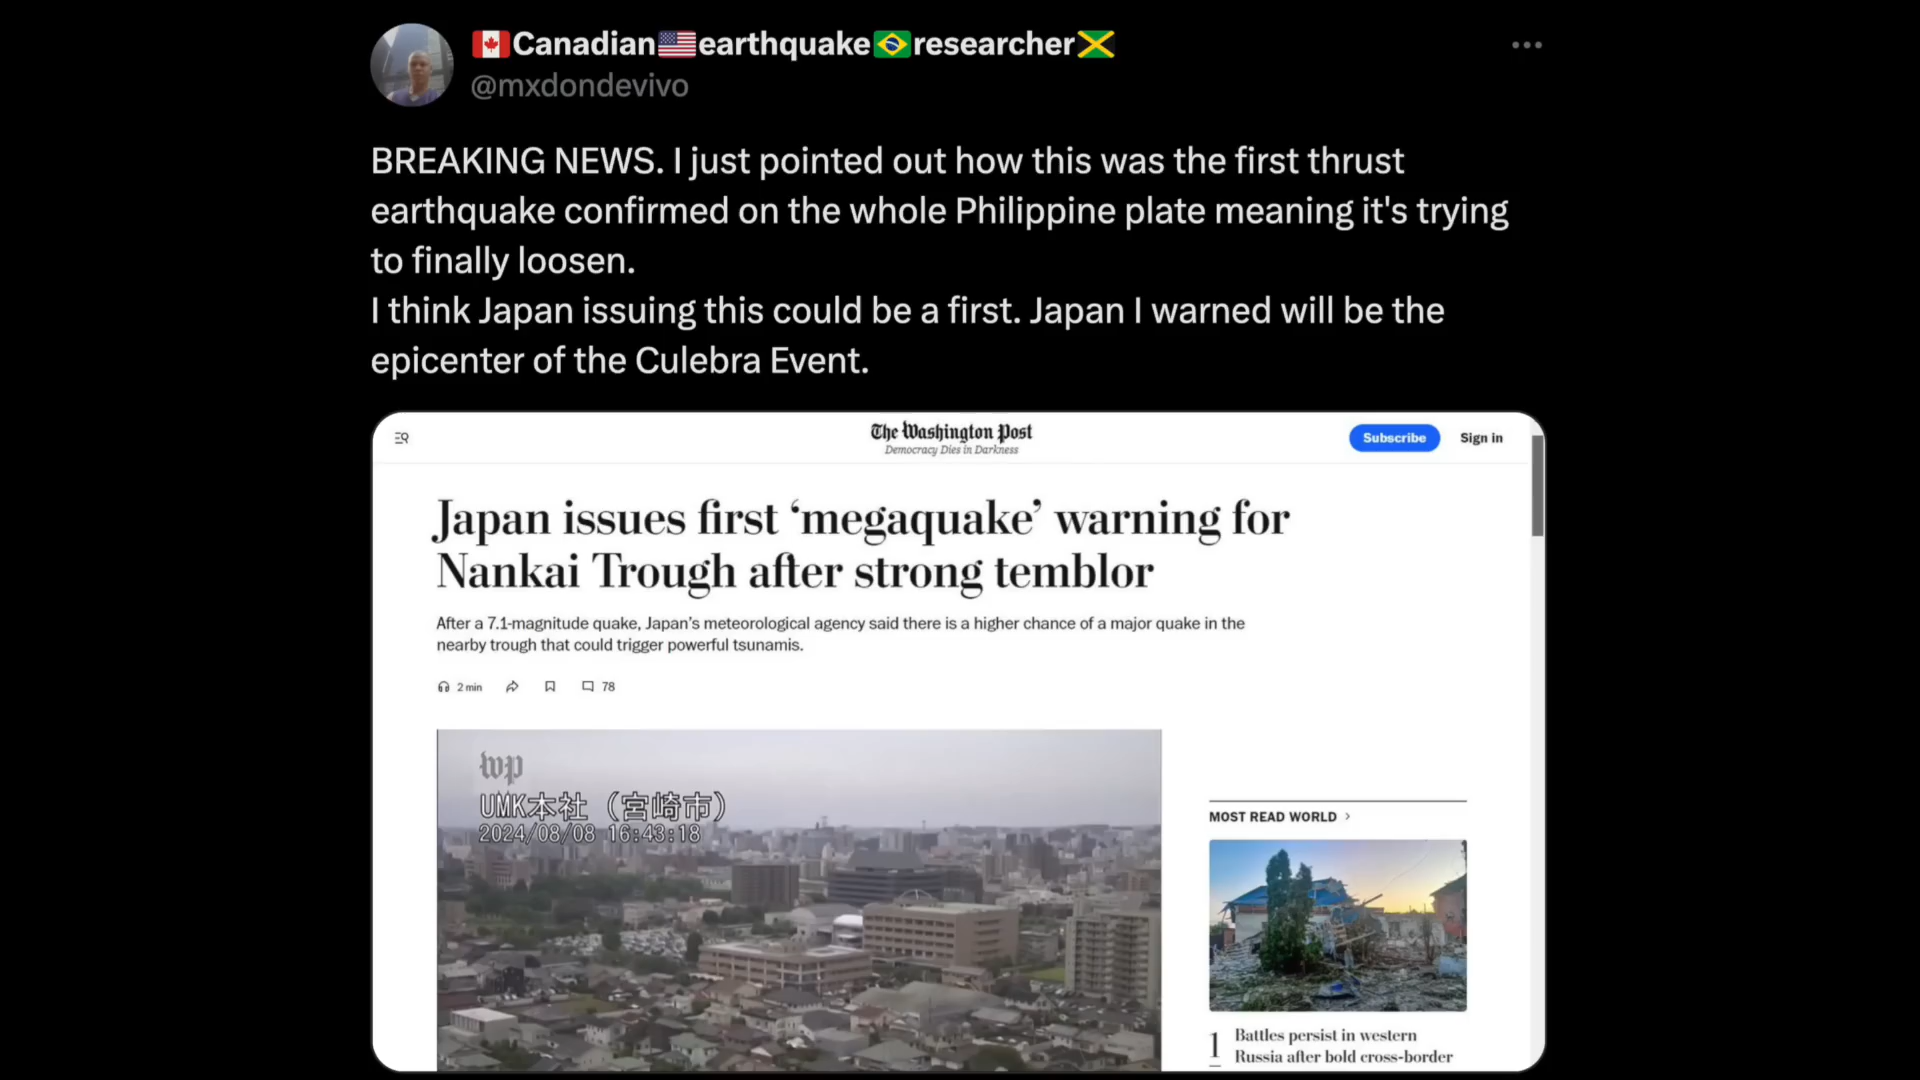 🇨🇦Canadian🇺🇸earthquake🇧🇷researcher🇯🇲
@mxdondevivo
BREAKING NEWS. I just pointed out how this was the first thrust
earthquake confirmed on the whole Philippine plate meaning it's trying
to finally loosen.
I think Japan issuing this could be a first. Japan I warned will be the
epicenter of the Culebra Event.
The Washington Post
Democracy Dies in Darkness
Subscribe
Sign in
Japan issues first ‘megaquake’ warning for
Nankai Trough after strong temblor
After a 7.1-magnitude quake, Japan’s meteorological agency said there is a higher chance of a major quake in the
nearby trough that could trigger powerful tsunamis.
2 min
78
wp
UMK本社（宮崎市）
2024/08/08 16:43:18
MOST READ WORLD >
1
Battles persist in western
Russia after bold cross-border